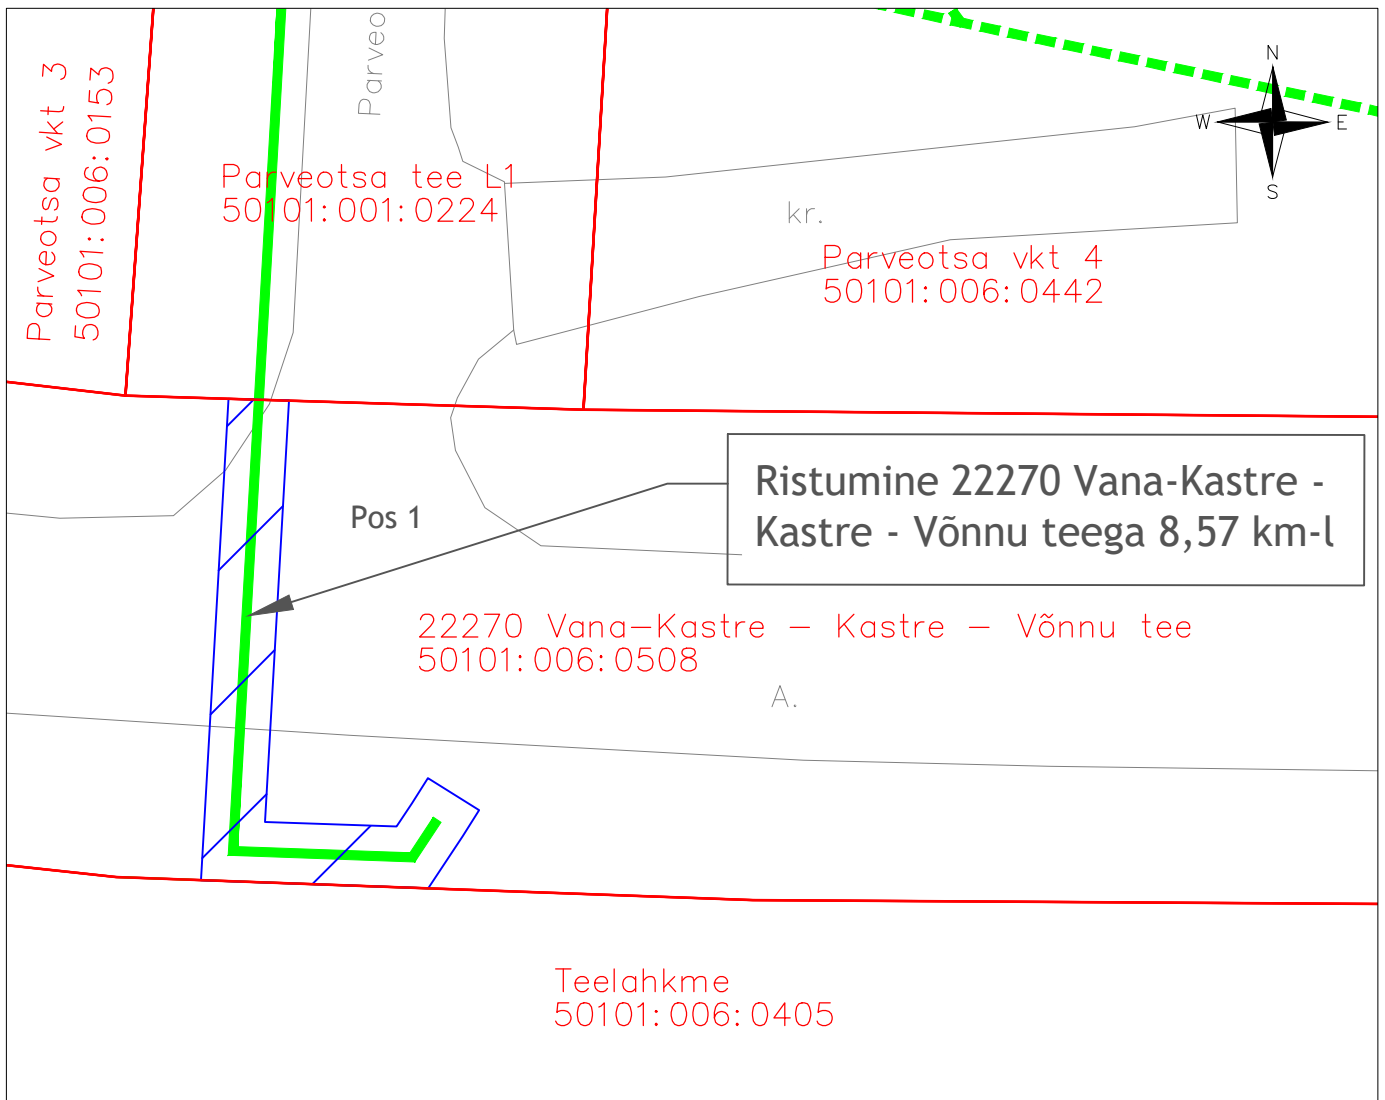 Parveotsa vkt 3
50101:006:0153
Parveo
Parveotsa tee L1
50101:001:0224
N
W
E
S
kr.
Parveotsa vkt 4
50101:006:0442
Ristumine 22270 Vana-Kastre -
Kastre - Võnnu teega 8,57 km-l
Pos 1
22270 Vana-Kastre - Kastre - Võnnu tee
50101:006:0508
A.
Teelahkme
50101:006:0405